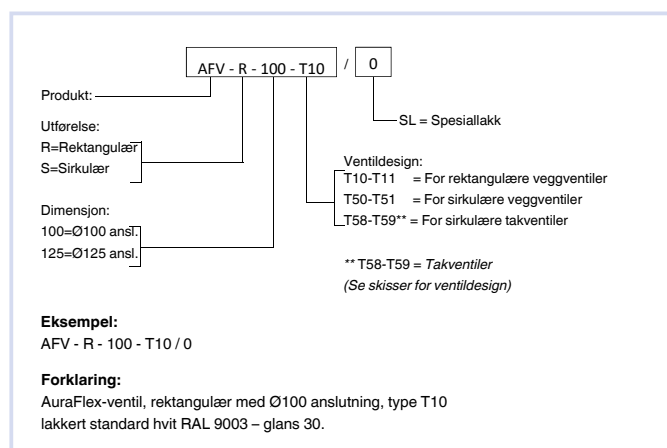 AFV - R - 100 - T10 / 0
Produkt:
SL = Spesiallakk
Utførelse:
R=Rektangulær
S=Sirkulær
Ventildesign:
T10-T11 = For rektangulære veggventiler
T50-T51 = For sirkulære veggventiler
T58-T59** = For sirkulære takventiler
Dimensjon:
100=Ø100 ansl.
125=Ø125 ansl.
** T58-T59 = Takventiler
(Se skisser for ventildesign)
Eksempel:
AFV - R - 100 - T10 / 0
Forklaring:
AuraFlex-ventil, rektangulær med Ø100 anslutning, type T10
lakkert standard hvit RAL 9003 – glans 30.